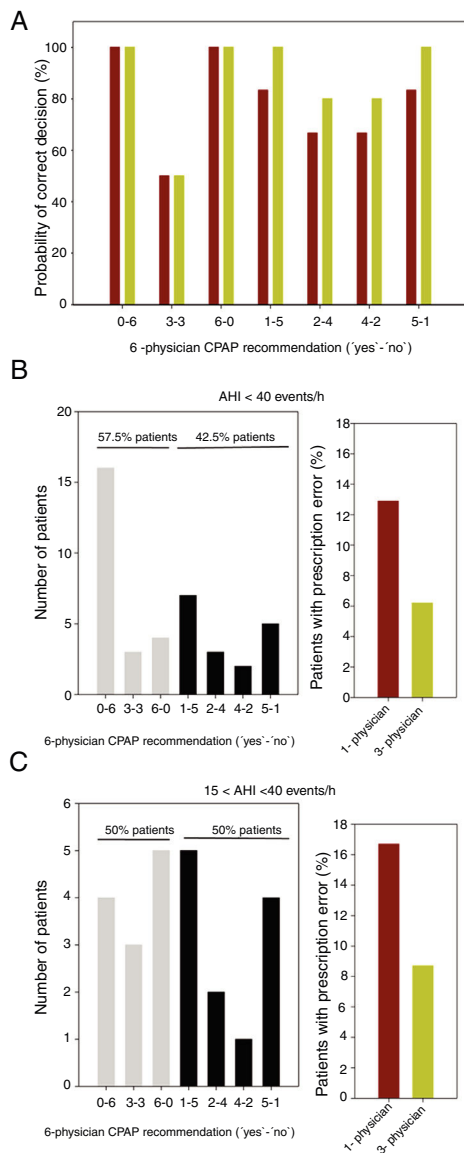 A
Probability of correct decision (%)
100
80
60
40
20
0
0-6 3-3 6-0 1-5 2-4 4-2 5-1
6 -physician CPAP recommendation (´yes`-´no`)
B
AHI < 40 events/h
57.5% patients 42.5% patients
Number of patients
20
15
10
5
0
0-6 3-3 6-0 1-5 2-4 4-2 5-1
6-physician CPAP recommendation (´yes`-´no`)
Patients with prescription error (%)
18
16
14
12
10
8
6
4
2
0
1- physician
3- physician
C
15 < AHI <40 events/h
50% patients 50% patients
Number of patients
6
5
4
3
2
1
0
0-6 3-3 6-0 1-5 2-4 4-2 5-1
6-physician CPAP recommendation (´yes`-´no`)
Patients with prescription error (%)
18
16
14
12
10
8
6
4
2
0
1- physician
3- physician